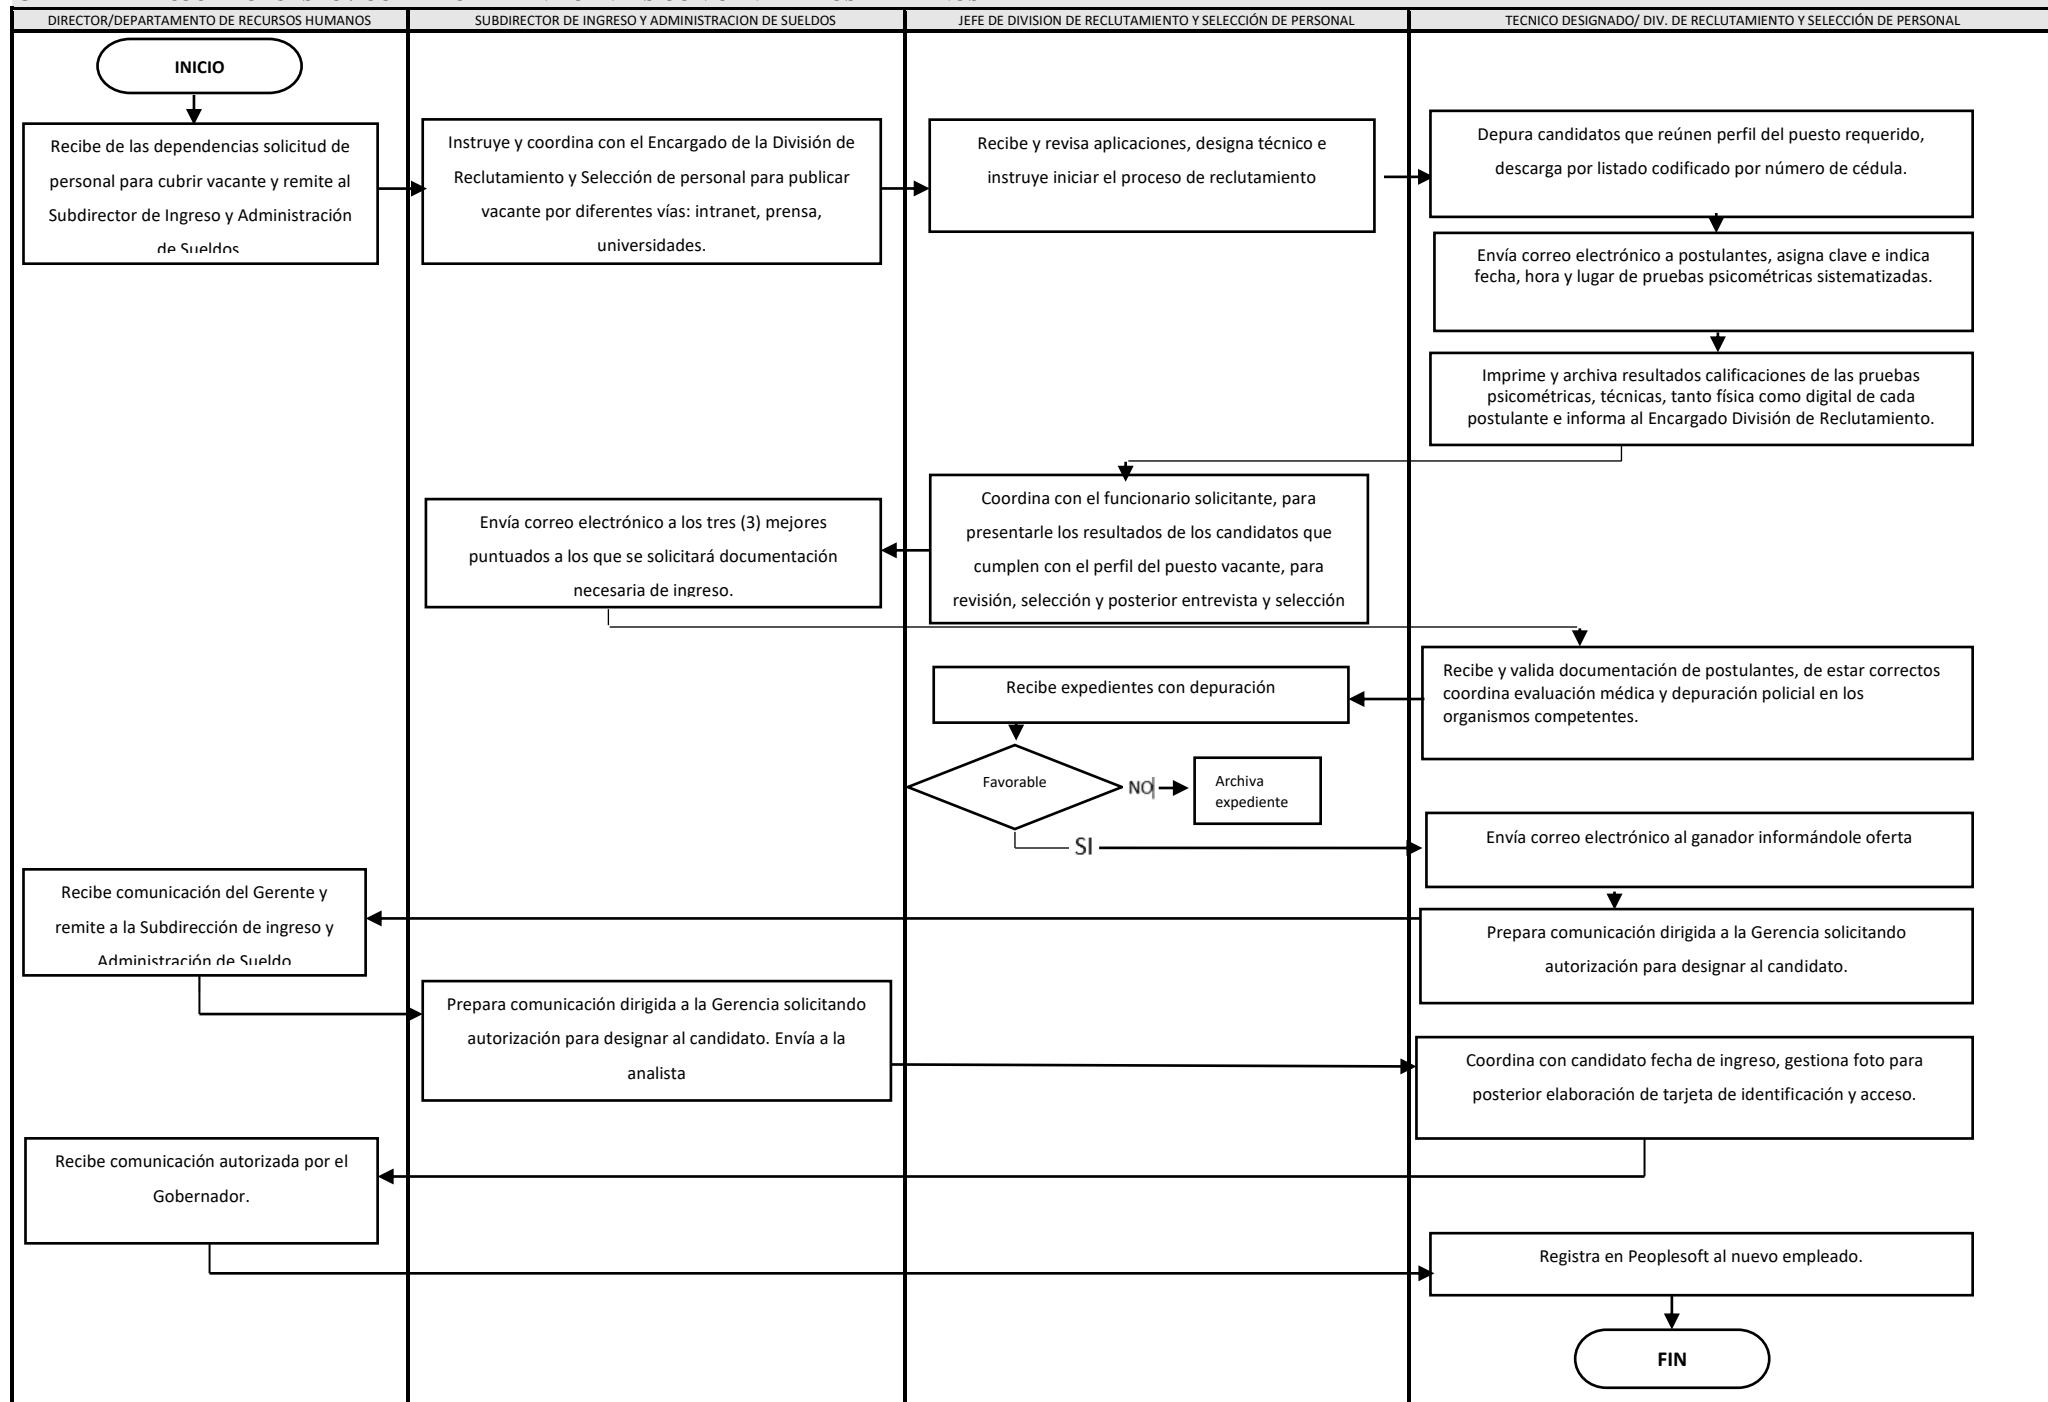 DIRECTOR/DEPARTAMENTO DE RECURSOS HUMANOS
SUBDIRECTOR DE INGRESO Y ADMINISTRACION DE SUELDOS
JEFE DE DIVISION DE RECLUTAMIENTO Y SELECCIÓN DE PERSONAL
TECNICO DESIGNADO/ DIV. DE RECLUTAMIENTO Y SELECCIÓN DE PERSONAL
INICIO
Recibe de las dependencias solicitud de
personal para cubrir vacante y remite al
Subdirector de Ingreso y Administración
de Sueldos
Instruye y coordina con el Encargado de la División de
Reclutamiento y Selección de personal para publicar
vacante por diferentes vías: intranet, prensa,
universidades.
Recibe y revisa aplicaciones, designa técnico e
instruye iniciar el proceso de reclutamiento
Depura candidatos que reúnen perfil del puesto requerido,
descarga por listado codificado por número de cédula.
Envía correo electrónico a postulantes, asigna clave e indica
fecha, hora y lugar de pruebas psicométricas sistematizadas.
Imprime y archiva resultados calificaciones de las pruebas
psicométricas, técnicas, tanto física como digital de cada
postulante e informa al Encargado División de Reclutamiento.
Coordina con el funcionario solicitante, para
presentarle los resultados de los candidatos que
cumplen con el perfil del puesto vacante, para
revisión, selección y posterior entrevista y selección
Envía correo electrónico a los tres (3) mejores
puntuados a los que se solicitará documentación
necesaria de ingreso.
Recibe y valida documentación de postulantes, de estar correctos
coordina evaluación médica y depuración policial en los
organismos competentes.
Recibe expedientes con depuración
Favorable
NO
Archiva
expediente
SI
Envía correo electrónico al ganador informándole oferta
Prepara comunicación dirigida a la Gerencia solicitando
autorización para designar al candidato.
Recibe comunicación del Gerente y
remite a la Subdirección de ingreso y
Administración de Sueldo
Prepara comunicación dirigida a la Gerencia solicitando
autorización para designar al candidato. Envía a la
analista
Coordina con candidato fecha de ingreso, gestiona foto para
posterior elaboración de tarjeta de identificación y acceso.
Recibe comunicación autorizada por el
Gobernador.
Registra en Peoplesoft al nuevo empleado.
FIN